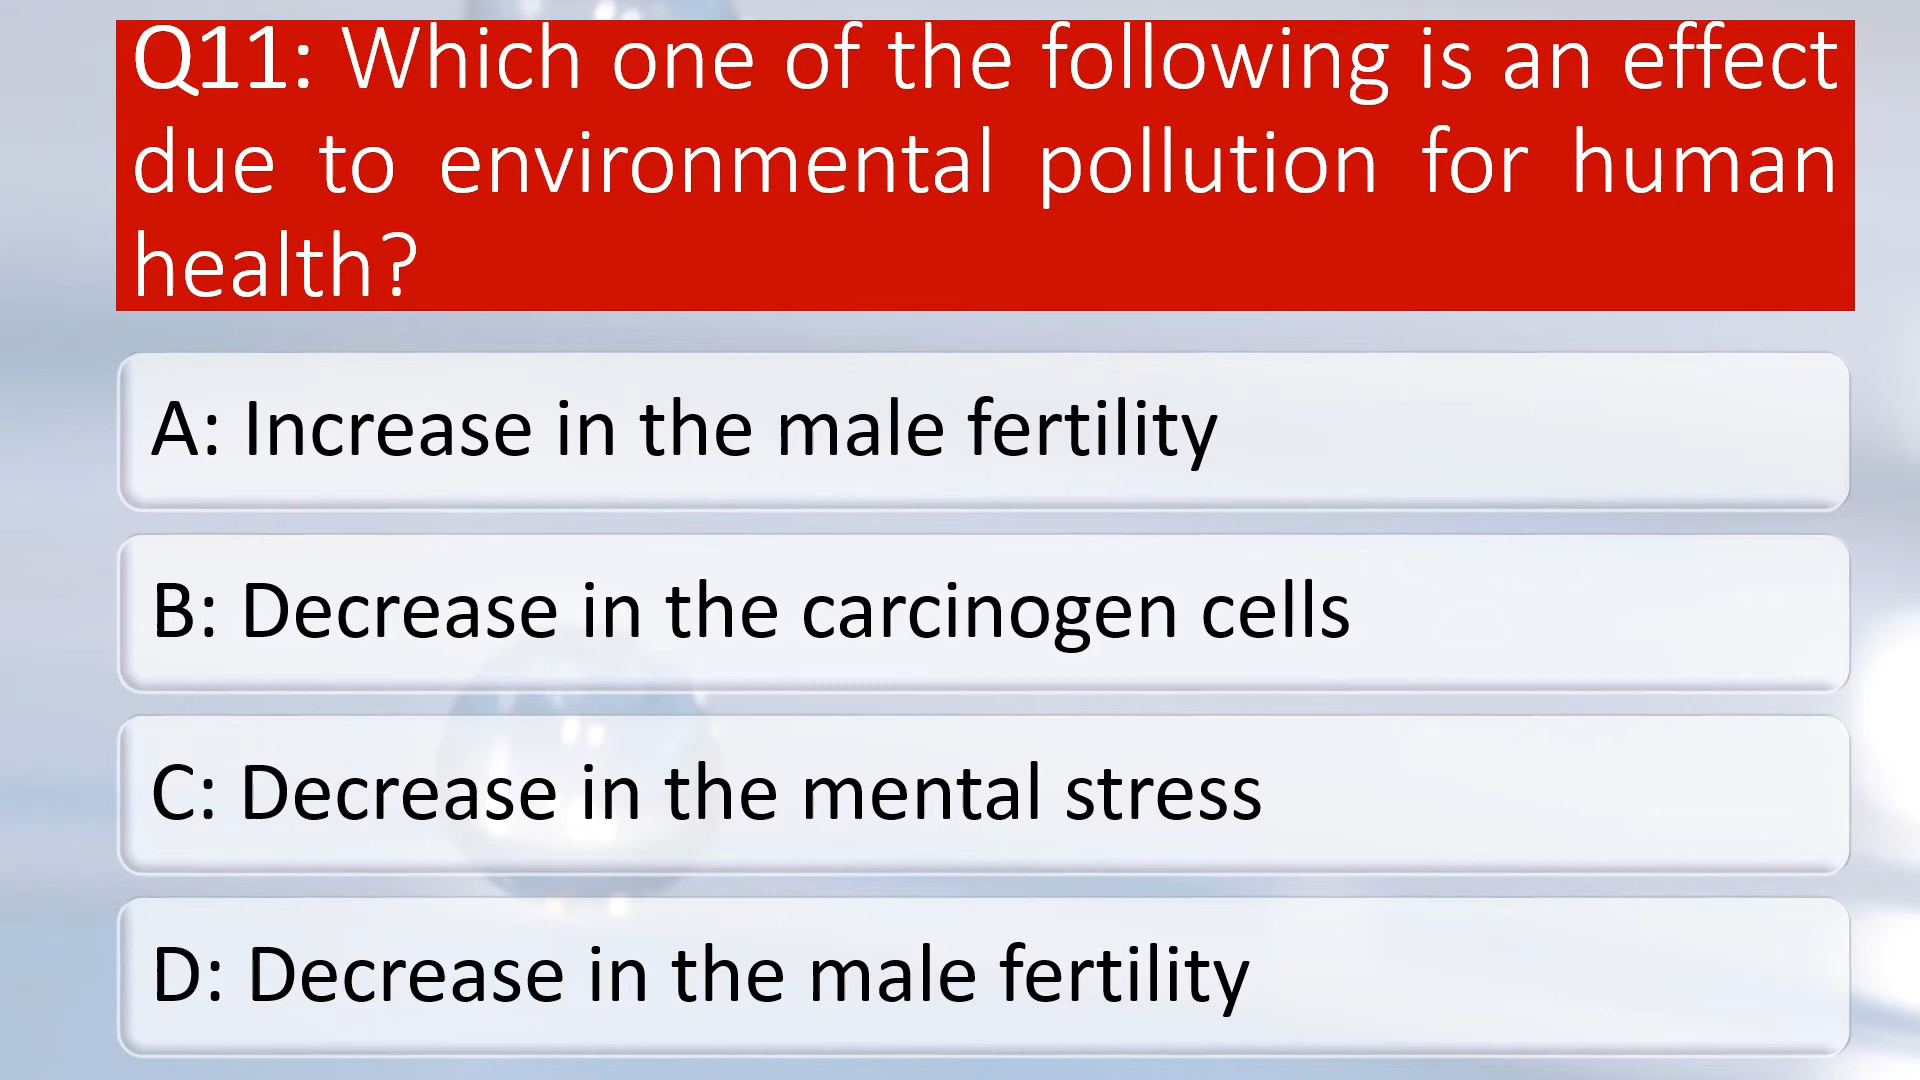 Q11: Which one of the following is an effect
due to environmental pollution for human
health?
A: Increase in the male fertility
B: Decrease in the carcinogen cells
C: Decrease in the mental stress
D: Decrease in the male fertility